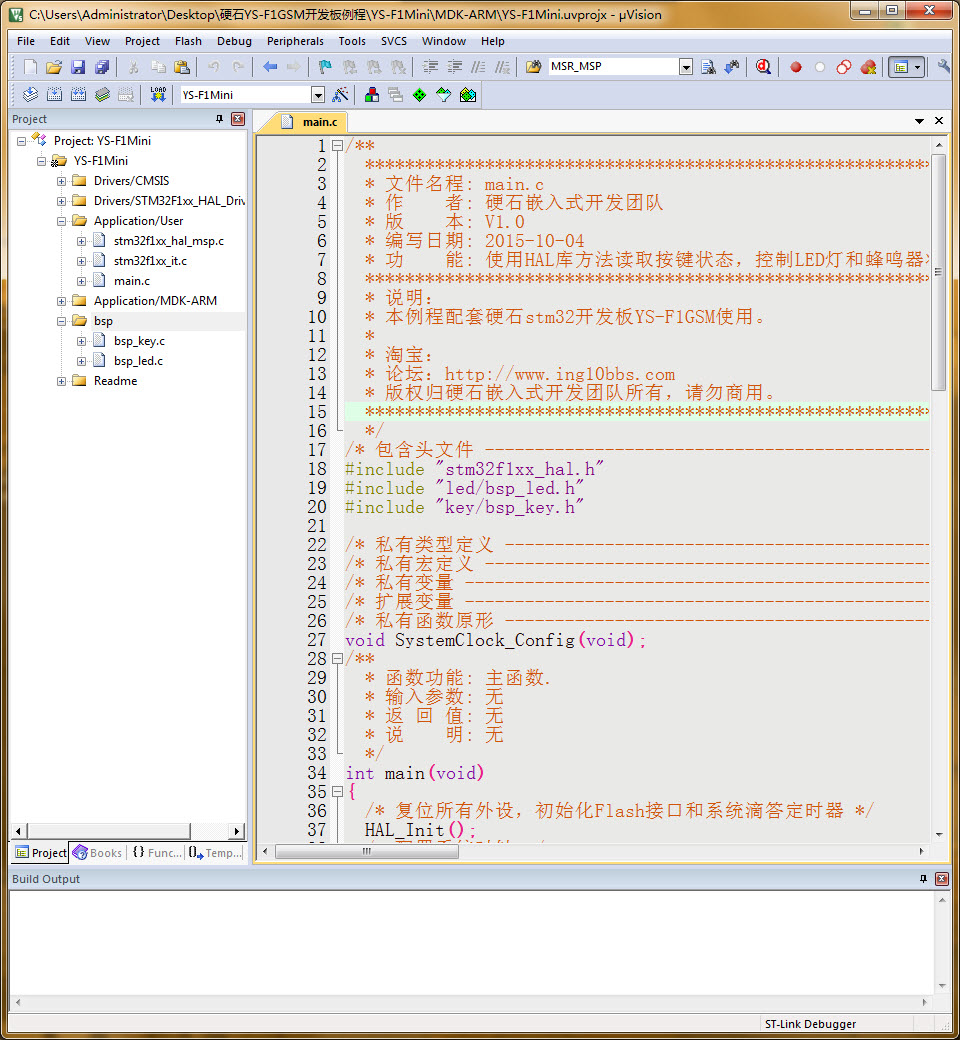 C:\Users\Administrator\Desktop\硬石YS-F1GSM开发板例程\YS-F1Mini\MDK-ARM\YS-F1Mini.uvprojx - µVision
File Edit View Project Flash Debug Peripherals Tools SVCS Window Help
MSR_MSP
LOAD YS-F1Mini
Project
Project: YS-F1Mini
YS-F1Mini
Drivers/CMSIS
Drivers/STM32F1xx_HAL_Driv
Application/User
stm32f1xx_hal_msp.c
stm32f1xx_it.c
main.c
Application/MDK-ARM
bsp
bsp_key.c
bsp_led.c
Readme
Project Books {} Func... Temp...
main.c
1 /**
2 ***********************************************************
3 * 文件名程: main.c
4 * 作 者: 硬石嵌入式开发团队
5 * 版 本: V1.0
6 * 编写日期: 2015-10-04
7 * 功 能: 使用HAL库方法读取按键状态，控制LED灯和蜂鸣器
8 ***********************************************************
9 * 说明：
10 * 本例程配套硬石stm32开发板YS-F1GSM使用。
11 *
12 * 淘宝：
13 * 论坛：http://www.ing10bbs.com
14 * 版权归硬石嵌入式开发团队所有，请勿商用。
15 ***********************************************************
16 */
17 /* 包含头文件 ---------------------------------------------
18 #include "stm32f1xx_hal.h"
19 #include "led/bsp_led.h"
20 #include "key/bsp_key.h"
21
22 /* 私有类型定义 -------------------------------------------
23 /* 私有宏定义 ---------------------------------------------
24 /* 私有变量 -----------------------------------------------
25 /* 扩展变量 -----------------------------------------------
26 /* 私有函数原形 -------------------------------------------
27 void SystemClock_Config(void);
28 /**
29 * 函数功能: 主函数.
30 * 输入参数: 无
31 * 返 回 值: 无
32 * 说 明: 无
33 */
34 int main(void)
35 {
36 /* 复位所有外设，初始化Flash接口和系统滴答定时器 */
37 HAL_Init();
Build Output
ST-Link Debugger